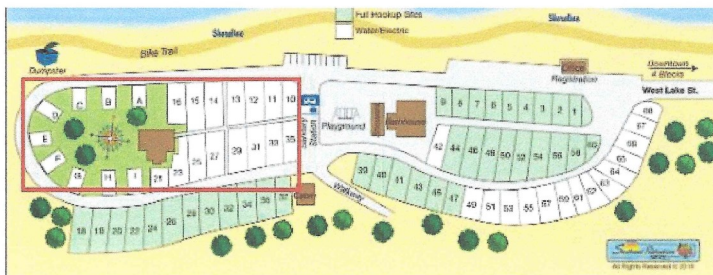 Shoreline
Shoreline
Full Hookup Sites
Water/Electric
Bike Trail
Dumpster
Office
Registration
Downtown
4 Blocks
West Lake St.
C B A 16 15 14 13 12 11 10
D
E
F
G H I 21 23 25 27 29 31 33 35
Sanitary
Station
Playground
Bathhouse
9 8 7 6 5 4 3 2 1
42 44 46 48 50 52 54 56 58 60
39 40 41 43 45 47 49 51 53 55 57 59 61 62 63 64 65 66 67 68
Walkway
18 19 20 22 24 26 28 30 32 34 36 37
All Rights Reserved © 2016